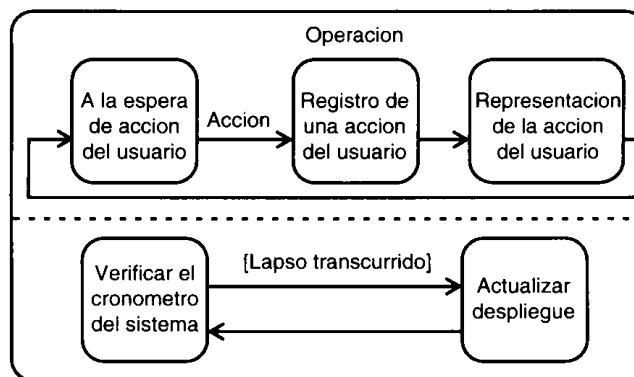 Operacion
A la espera
de accion
del usuario
Accion
Registro de
una accion
del usuario
Representacion
de la accion
del usuario
Verificar el
cronometro
del sistema
[Lapso transcurrido]
Actualizar
despliegue